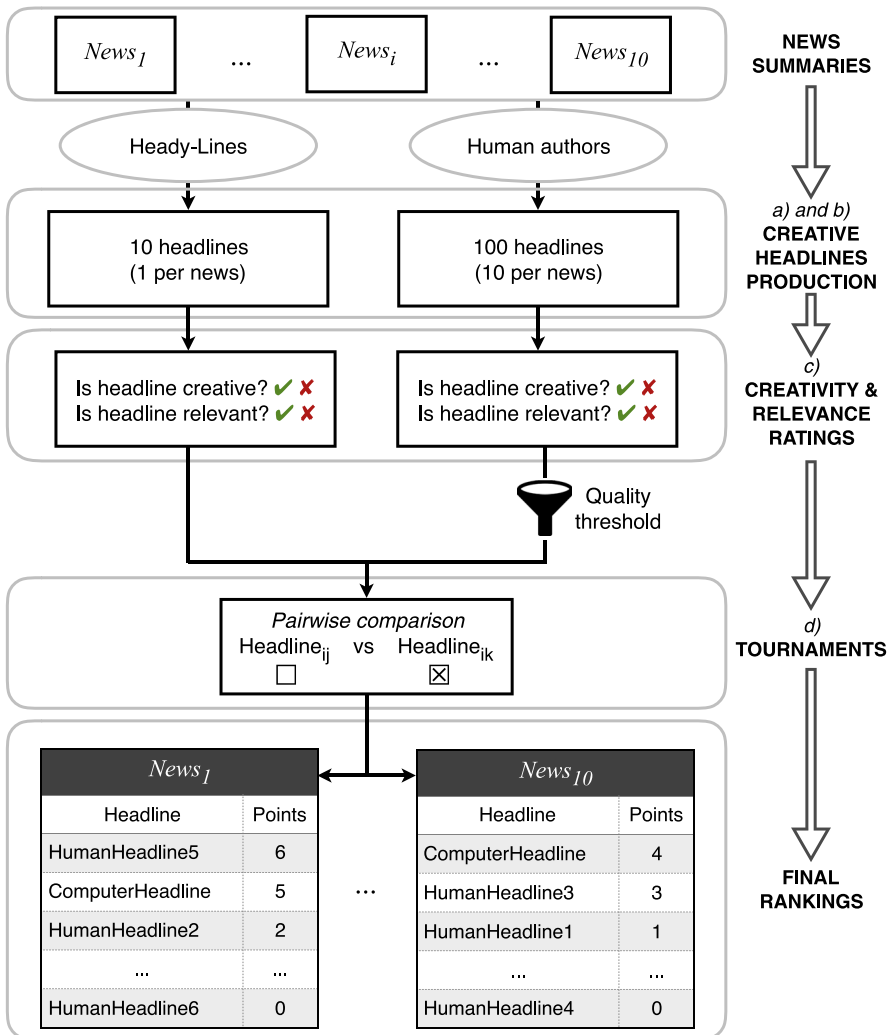 News1 ... Newsi ... News10
NEWS
SUMMARIES
Heady-Lines
Human authors
10 headlines
(1 per news)
100 headlines
(10 per news)
a) and b)
CREATIVE
HEADLINES
PRODUCTION
Is headline creative? ✔ ✘
Is headline relevant? ✔ ✘
Is headline creative? ✔ ✘
Is headline relevant? ✔ ✘
c)
CREATIVITY &
RELEVANCE
RATINGS
Quality
threshold
Pairwise comparison
Headlineij vs Headlineik
☐ ☒
d)
TOURNAMENTS
News1
Headline Points
HumanHeadline5 6
ComputerHeadline 5
HumanHeadline2 2
... ...
HumanHeadline6 0
...
News10
Headline Points
ComputerHeadline 4
HumanHeadline3 3
HumanHeadline1 1
... ...
HumanHeadline4 0
FINAL
RANKINGS